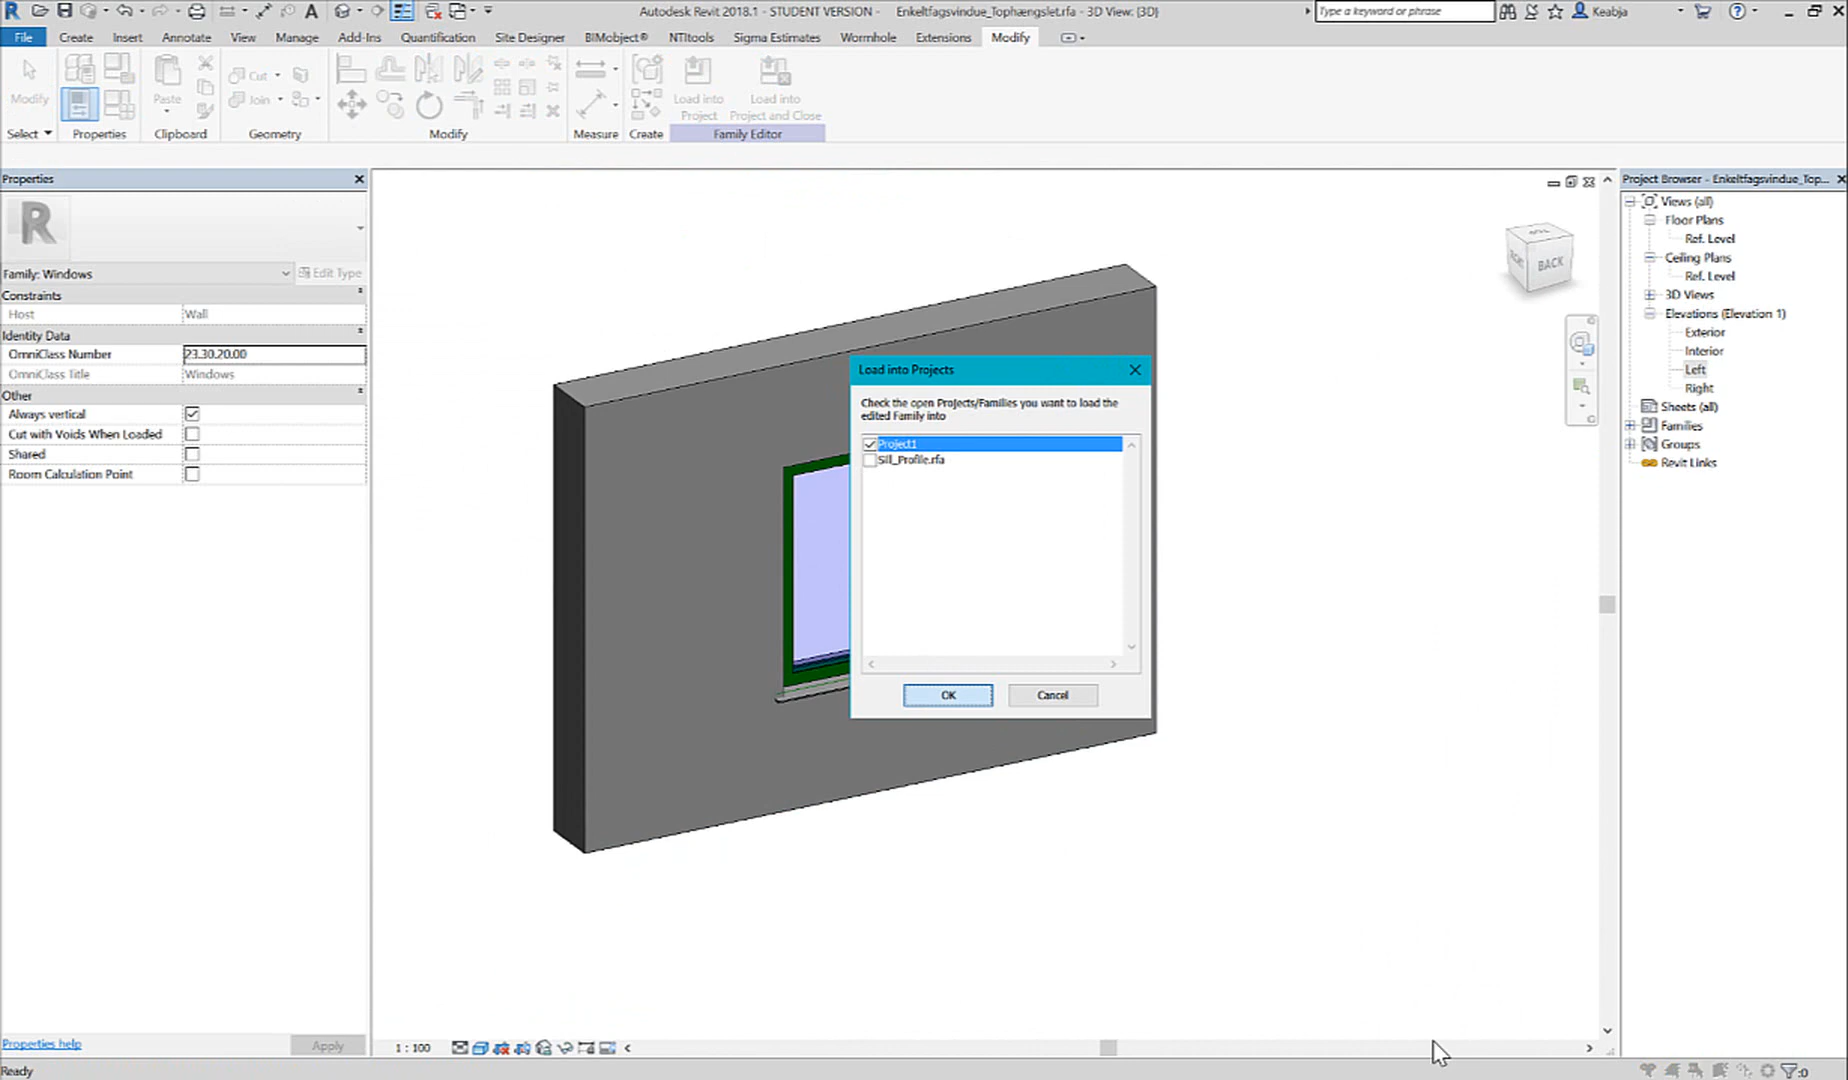 Autodesk Revit 2018.1 - STUDENT VERSION - Enkeltfagsvindue_Tophængslet.rfa - 3D View: {3D}
Type a keyword or phrase
Keabja
File Create Insert Annotate Quantification View Manage Add-Ins Site Designer BIMobject® NTItools Sigma Estimates Wormhole Extensions Modify
Modify
Paste
Cut
Join
Load into
Project
Load into
Project and Close
Select Properties Clipboard Geometry Modify Measure Create Family Editor
Properties
Family: Windows
Edit Type
Constraints
Host Wall
Identity Data
OmniClass Number 23.30.20.00
OmniClass Title Windows
Other
Always vertical
Cut with Voids When Loaded
Shared
Room Calculation Point
Properties help
Apply
Ready
BACK
Load into Projects
Check the open Projects/Families you want to load the
edited Family into
Project1
Sill_Profile.rfa
OK
Cancel
1 : 100
Project Browser - Enkeltfagsvindue_Top...
Views (all)
Floor Plans
Ref. Level
Ceiling Plans
Ref. Level
3D Views
Elevations (Elevation 1)
Exterior
Interior
Left
Right
Sheets (all)
Families
Groups
Revit Links
:0